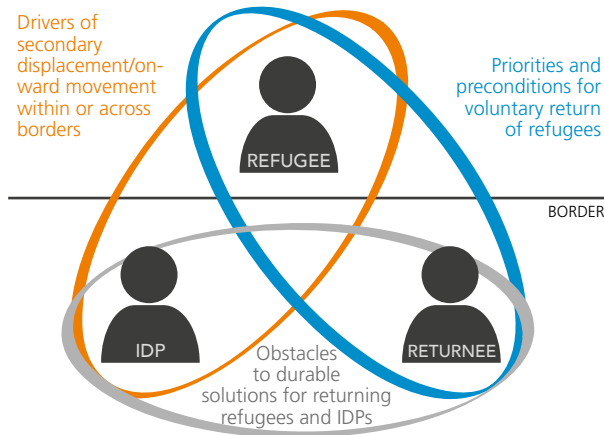 Drivers of
secondary
displacement/on-
ward movement
within or across
borders
Priorities and
preconditions for
voluntary return
of refugees
REFUGEE
BORDER
IDP
RETURNEE
Obstacles
to durable
solutions for returning
refugees and IDPs